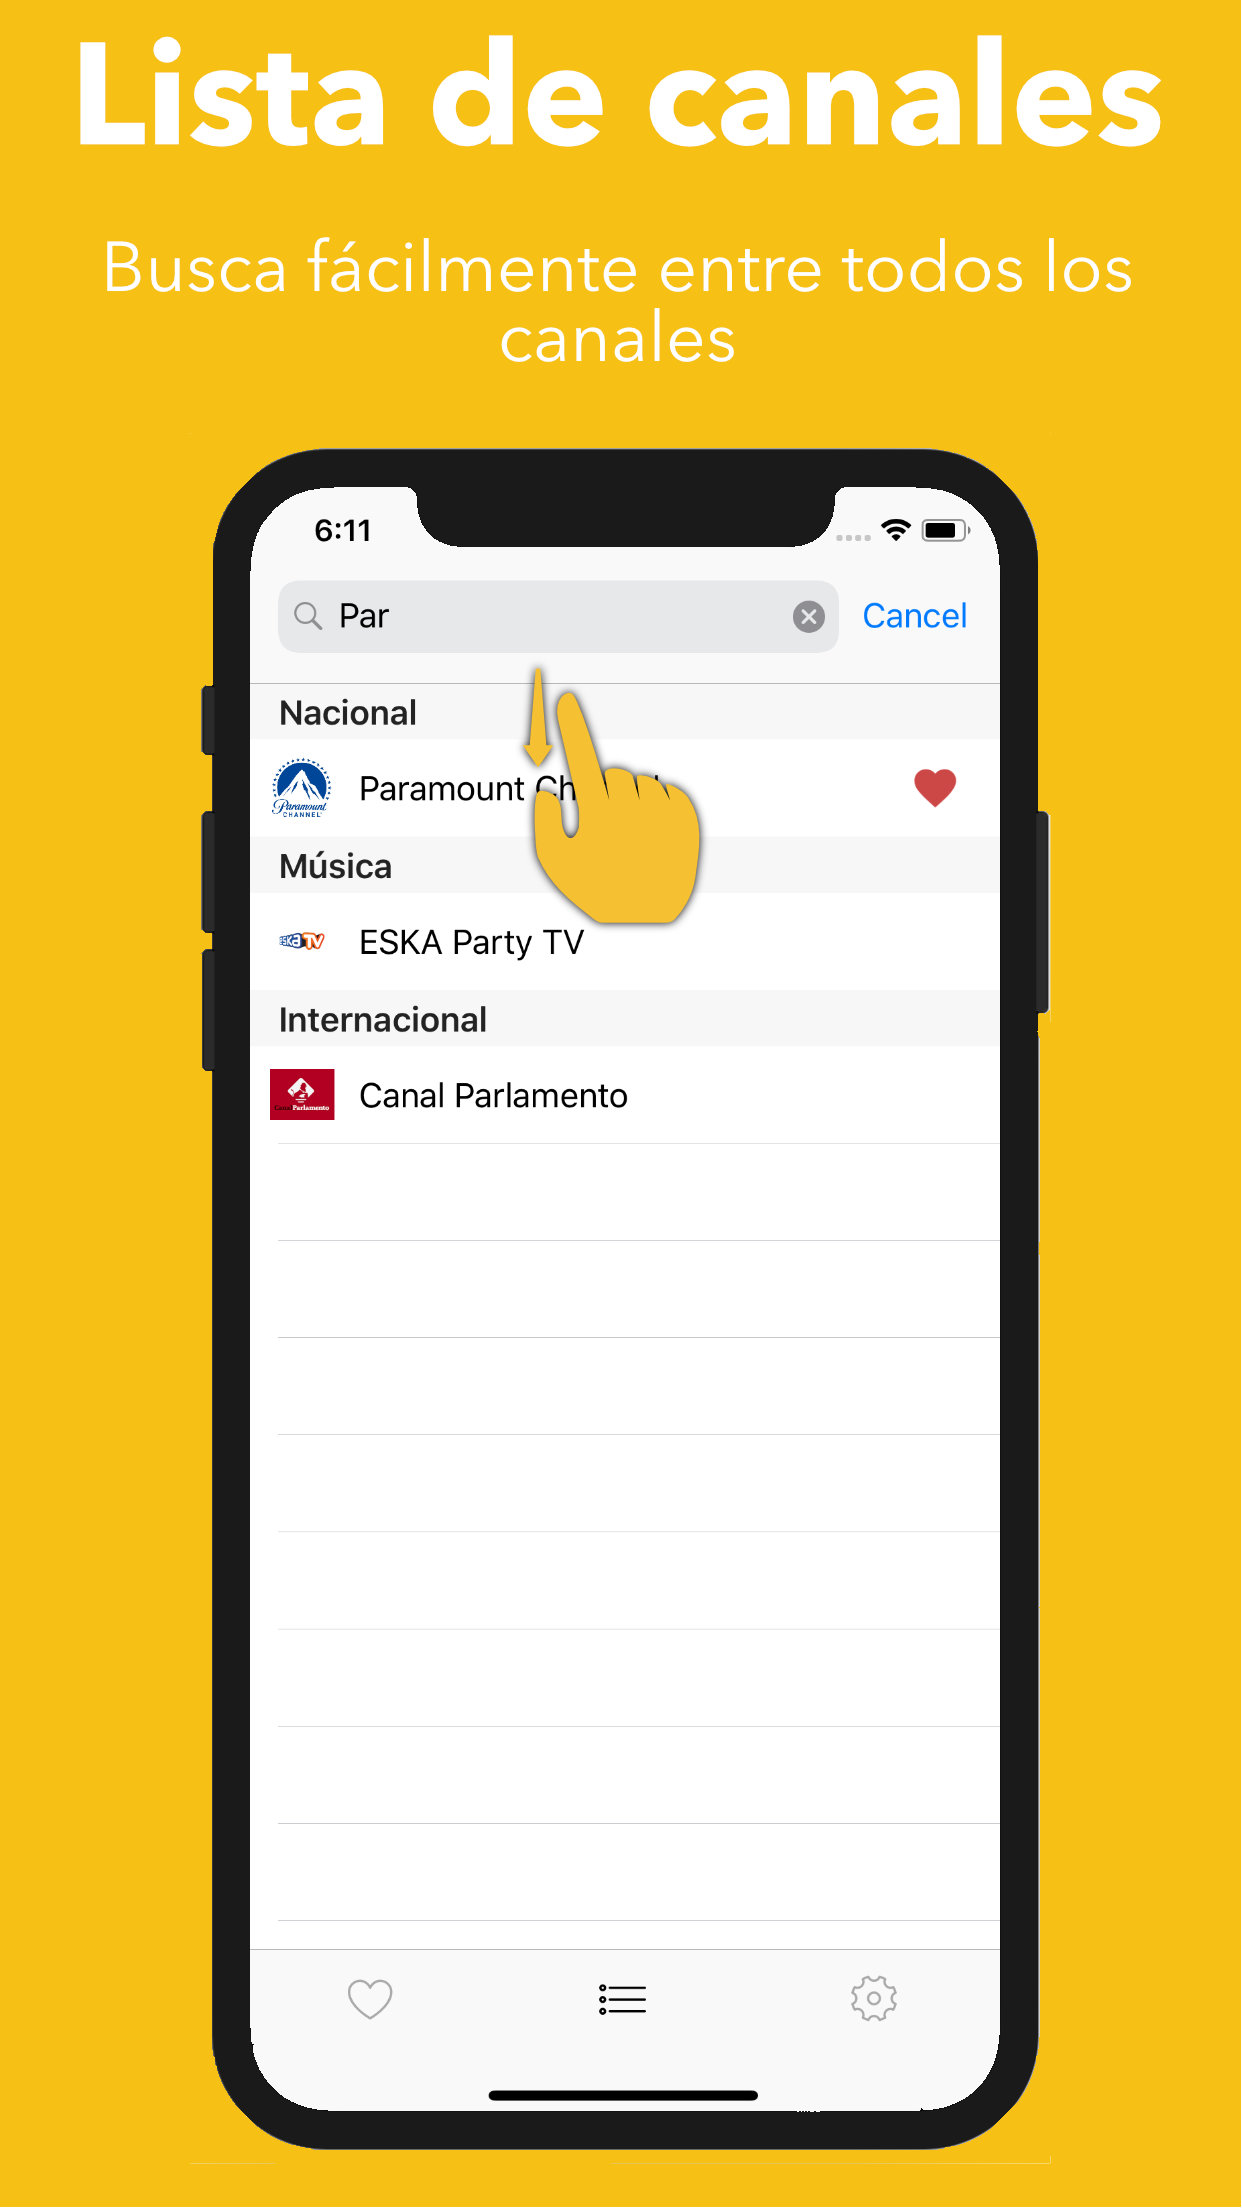 Lista de canales
Busca fácilmente entre todos los
canales
6:11
Par
Cancel
Nacional
Paramount
CHANNEL
Paramount Ch
Música
ESKA TV
ESKA Party TV
Internacional
Canal Parlamento
Canal Parlamento